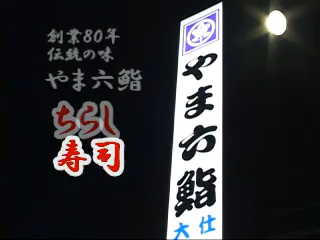 創業80年
伝統の味
やま六鮨
ちらし
寿司
やま六鮨
大仕